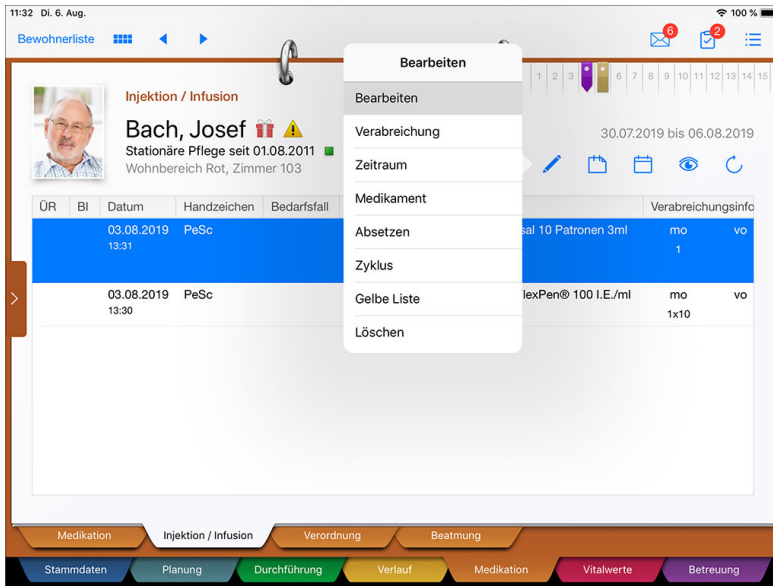 11:32 Di. 6. Aug. 100 %
Bewohnerliste
6
2
Bearbeiten
1 2 3 6 7 8 9 10 11 12 13 14 15
Injektion / Infusion
Bach, Josef
Stationäre Pflege seit 01.08.2011
Wohnbereich Rot, Zimmer 103
30.07.2019 bis 06.08.2019
Bearbeiten
Verabreichung
Zeitraum
Medikament
Absetzen
Zyklus
Gelbe Liste
Löschen
ÜR BI Datum Handzeichen Bedarfsfall Verabreichungsinfo
03.08.2019 PeSc sal 10 Patronen 3ml mo vo
13:31 1
03.08.2019 PeSc lexPen® 100 I.E./ml mo vo
13:30 1x10
Medikation Injektion / Infusion Verordnung Beatmung
Stammdaten Planung Durchführung Verlauf Medikation Vitalwerte Betreuung